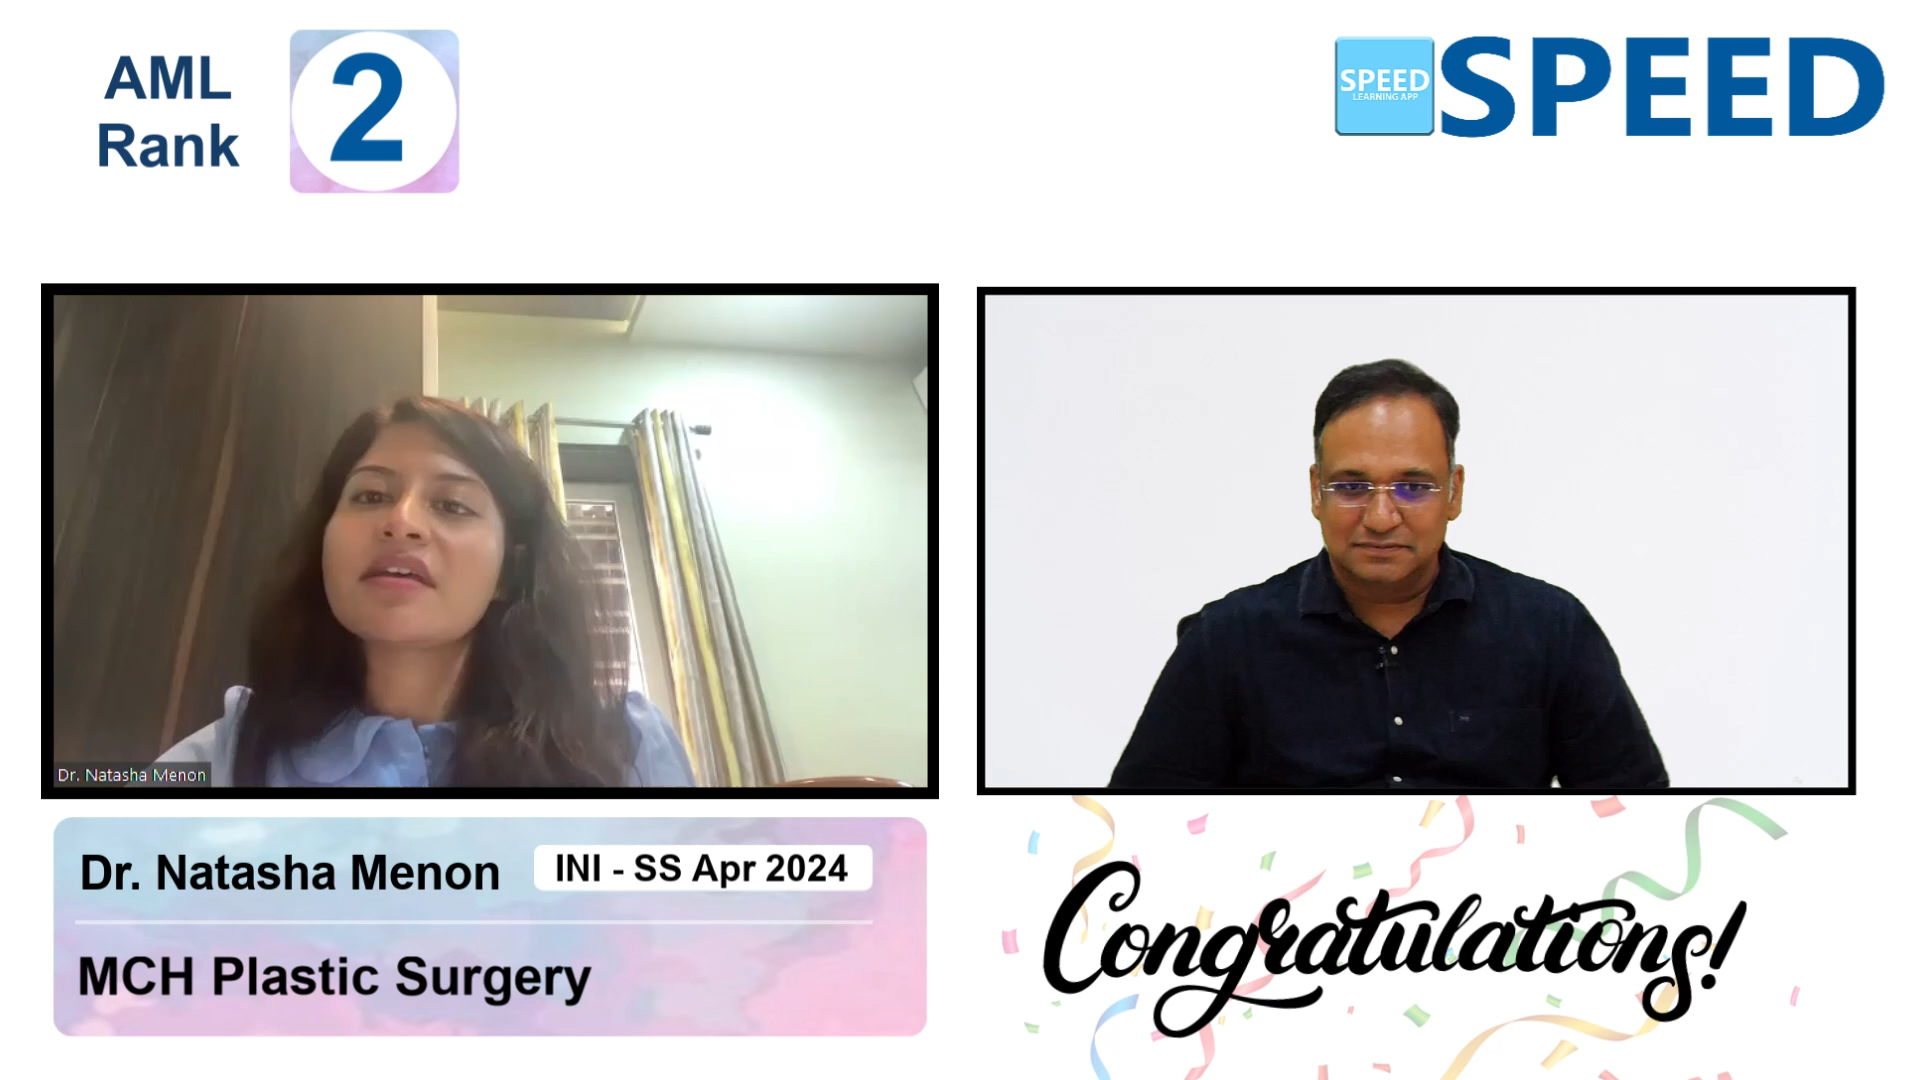 AML
Rank
2
SPEED
LEARNING APP
SPEED
Dr. Natasha Menon
Dr. Natasha Menon
INI - SS Apr 2024
MCH Plastic Surgery
Congratulations!